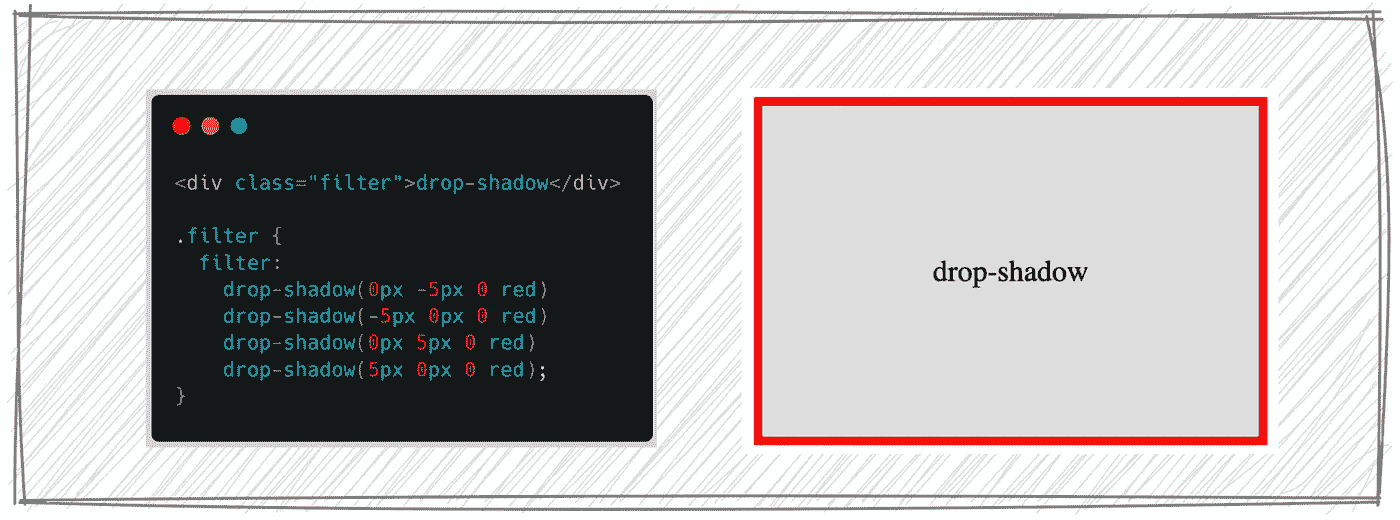 <div class="filter">drop-shadow</div>
.filter {
  filter:
    drop-shadow(0px -5px 0 red)
    drop-shadow(-5px 0px 0 red)
    drop-shadow(0px 5px 0 red)
    drop-shadow(5px 0px 0 red);
}
drop-shadow